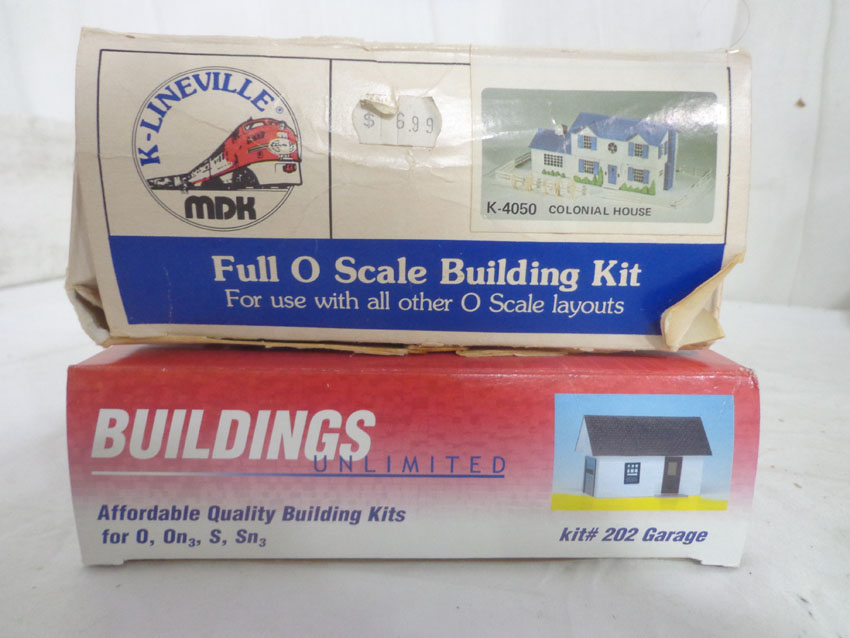 K-LINEVILLE®
MDK
$ 6.99
K-4050 COLONIAL HOUSE
Full O Scale Building Kit
For use with all other O Scale layouts
BUILDINGS
UNLIMITED
Affordable Quality Building Kits
for O, On3, S, Sn3
kit# 202 Garage